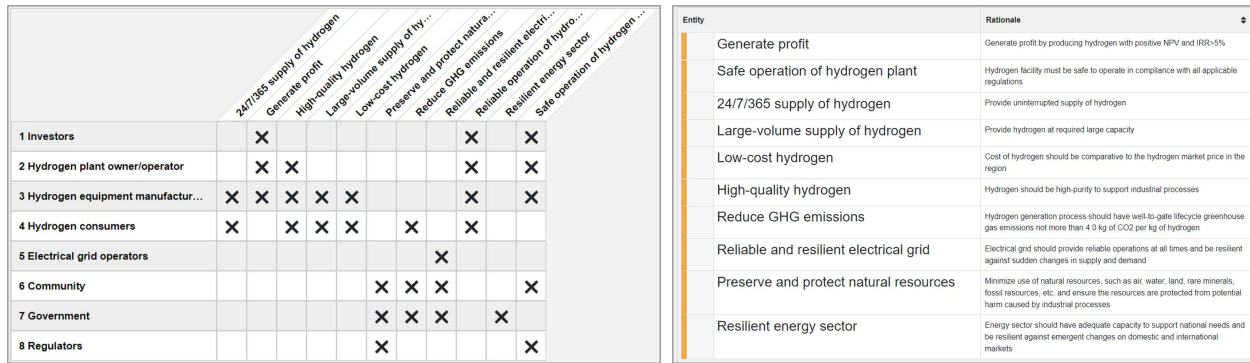 24/7/365 supply of hydrogen
Generate profit
High-quality hydrogen
Large-volume supply of hy...
Low-cost hydrogen
Preserve and protect natura...
Reduce GHG emissions
Reliable and resilient electri...
Reliable operation of hydro...
Resilient energy sector
Safe operation of hydrogen ...
1 Investors
2 Hydrogen plant owner/operator
3 Hydrogen equipment manufactur...
4 Hydrogen consumers
5 Electrical grid operators
6 Community
7 Government
8 Regulators
Entity Rationale
Generate profit Generate profit by producing hydrogen with positive NPV and IRR>5%
Safe operation of hydrogen plant Hydrogen facility must be safe to operate in compliance with all applicable
regulations
24/7/365 supply of hydrogen Provide uninterrupted supply of hydrogen
Large-volume supply of hydrogen Provide hydrogen at required large capacity
Low-cost hydrogen Cost of hydrogen should be comparative to the hydrogen market price in the
region
High-quality hydrogen Hydrogen should be high-purity to support industrial processes
Reduce GHG emissions Hydrogen generation process should have well-to-gate lifecycle greenhouse
gas emissions not more than 4.0 kg of CO2 per kg of hydrogen
Reliable and resilient electrical grid Electrical grid should provide reliable operations at all times and be resilient
against sudden changes in supply and demand
Preserve and protect natural resources Minimize use of natural resources, such as air, water, land, rare minerals,
fossil resources, etc. and ensure the resources are protected from potential
harm caused by industrial processes
Resilient energy sector Energy sector should have adequate capacity to support national needs and
be resilient against emergent changes on domestic and international
markets